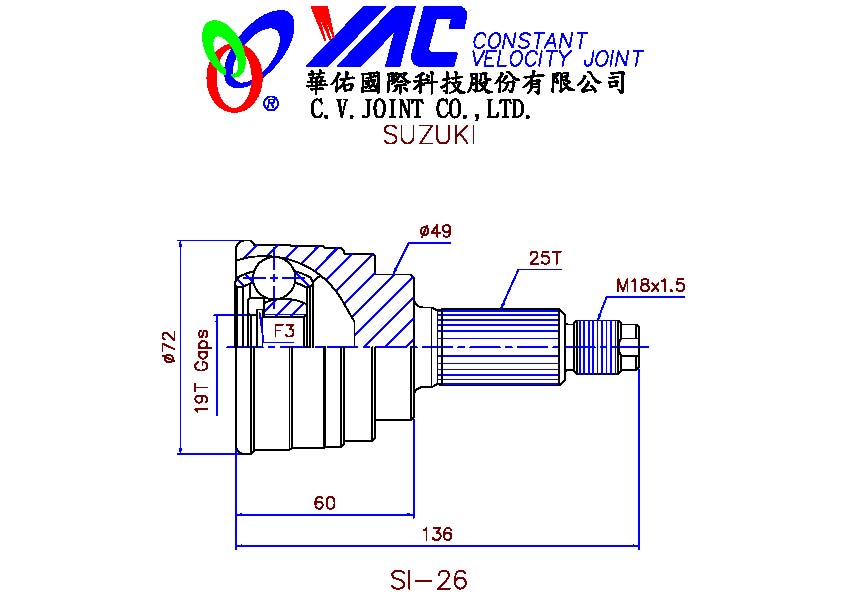 YAC CONSTANT
VELOCITY JOINT
®
華佑國際科技股份有限公司
C.V.JOINT CO.,LTD.
SUZUKI
ø49
25T
M18x1.5
F3
ø72
19T Gaps
60
136
SI-26